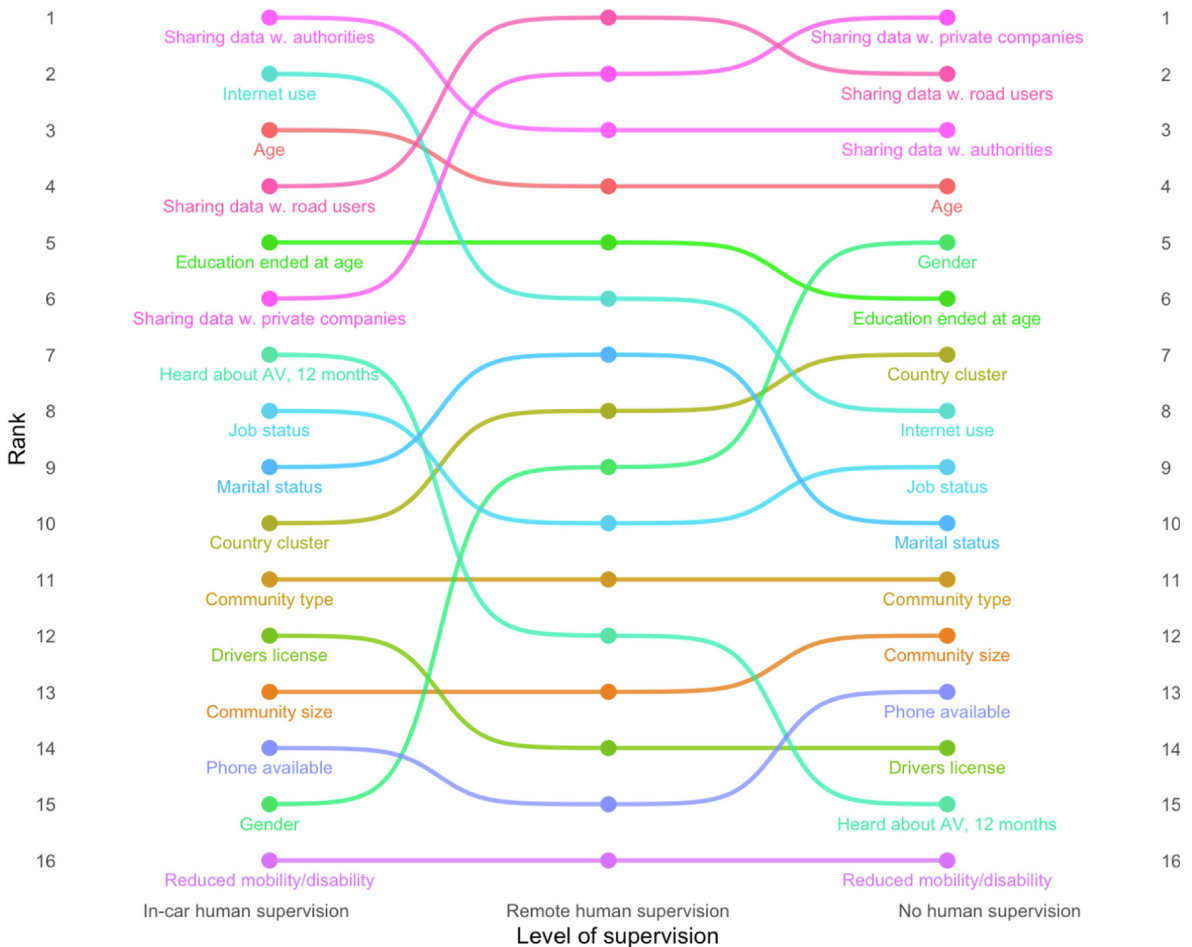 1
Sharing data w. authorities
Sharing data w. private companies
1
2
Internet use
Sharing data w. road users
2
3
Age
Sharing data w. authorities
3
4
Sharing data w. road users
Age
4
5
Education ended at age
Gender
5
6
Sharing data w. private companies
Education ended at age
6
7
Heard about AV, 12 months
Country cluster
7
8
Job status
Internet use
8
Rank
9
Marital status
Job status
9
10
Country cluster
Marital status
10
11
Community type
Community type
11
12
Drivers license
Community size
12
13
Community size
Phone available
13
14
Phone available
Drivers license
14
15
Gender
Heard about AV, 12 months
15
16
Reduced mobility/disability
Reduced mobility/disability
16
In-car human supervision
Remote human supervision
No human supervision
Level of supervision